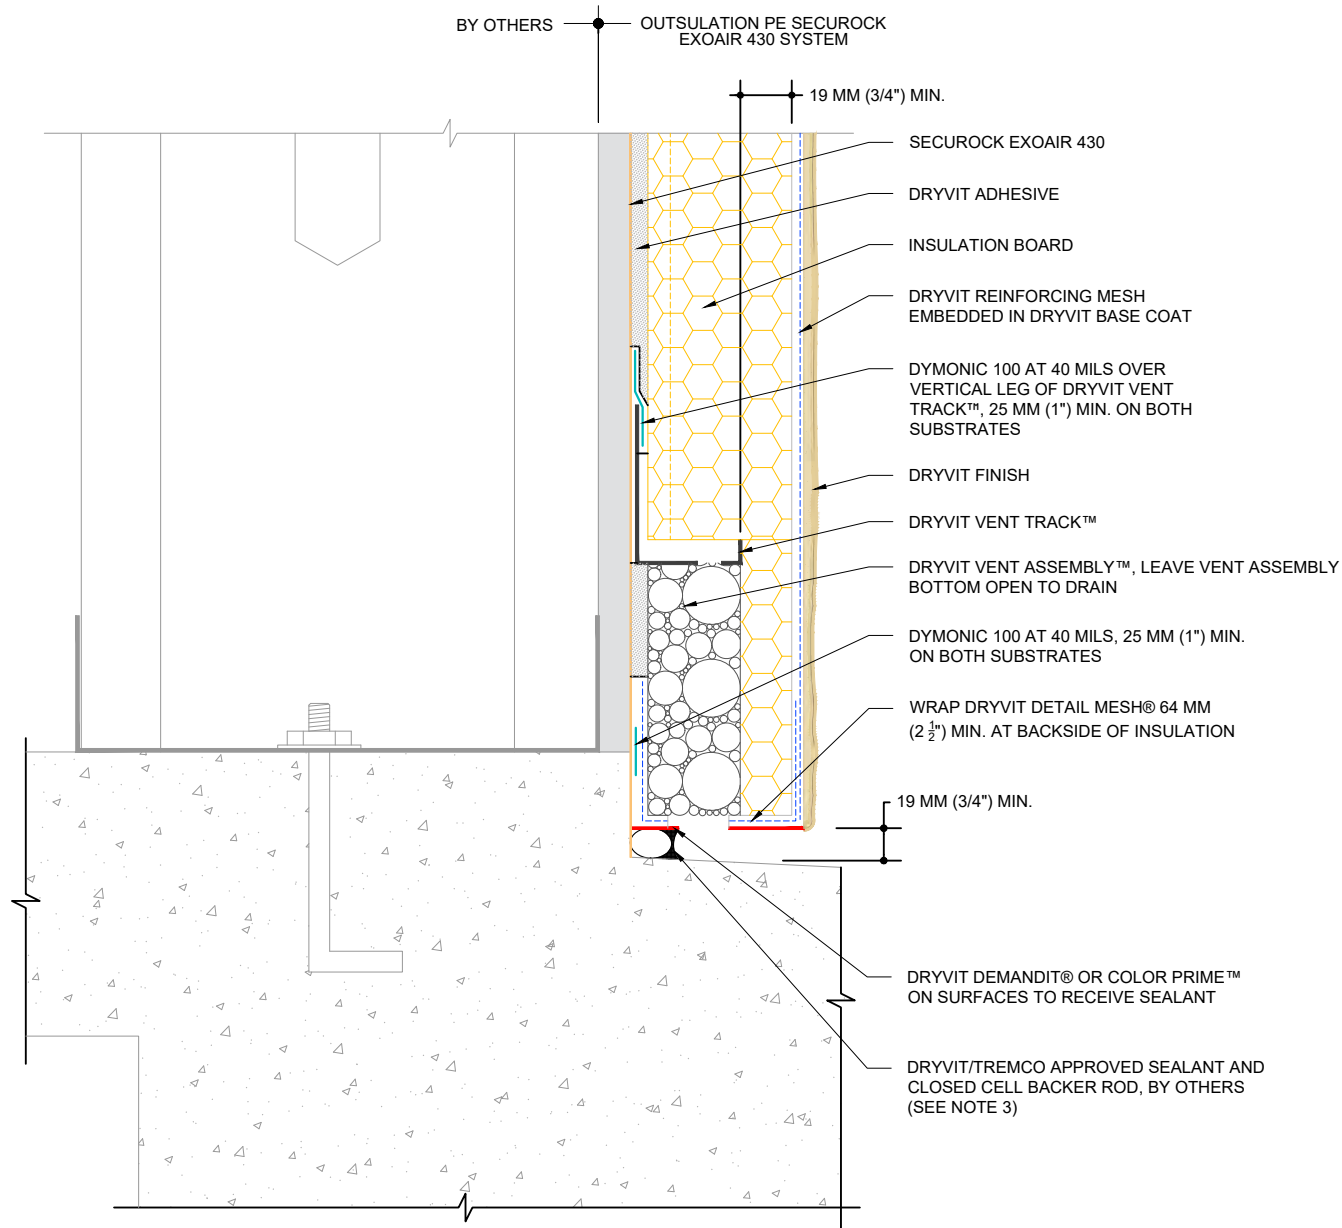 BY OTHERS
OUTSULATION PE SECUROCK
EXOAIR 430 SYSTEM
19 MM (3/4") MIN.
SECUROCK EXOAIR 430
DRYVIT ADHESIVE
INSULATION BOARD
DRYVIT REINFORCING MESH
EMBEDDED IN DRYVIT BASE COAT
DYMONIC 100 AT 40 MILS OVER
VERTICAL LEG OF DRYVIT VENT
TRACK™, 25 MM (1") MIN. ON BOTH
SUBSTRATES
DRYVIT FINISH
DRYVIT VENT TRACK™
DRYVIT VENT ASSEMBLY™, LEAVE VENT ASSEMBLY
BOTTOM OPEN TO DRAIN
DYMONIC 100 AT 40 MILS, 25 MM (1") MIN.
ON BOTH SUBSTRATES
WRAP DRYVIT DETAIL MESH® 64 MM
(2 1/2") MIN. AT BACKSIDE OF INSULATION
19 MM (3/4") MIN.
DRYVIT DEMANDIT® OR COLOR PRIME™
ON SURFACES TO RECEIVE SEALANT
DRYVIT/TREMCO APPROVED SEALANT AND
CLOSED CELL BACKER ROD, BY OTHERS
(SEE NOTE 3)